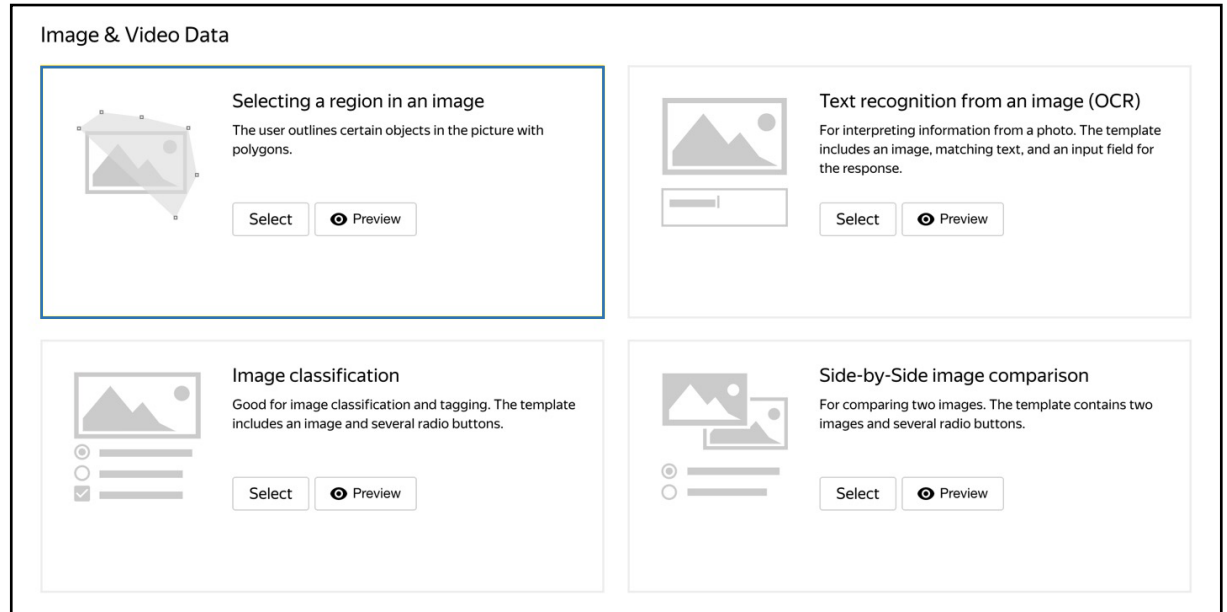 Image & Video Data
Selecting a region in an image
The user outlines certain objects in the picture with
polygons.
Select
Preview
Text recognition from an image (OCR)
For interpreting information from a photo. The template
includes an image, matching text, and an input field for
the response.
Select
Preview
Image classification
Good for image classification and tagging. The template
includes an image and several radio buttons.
Select
Preview
Side-by-Side image comparison
For comparing two images. The template contains two
images and several radio buttons.
Select
Preview